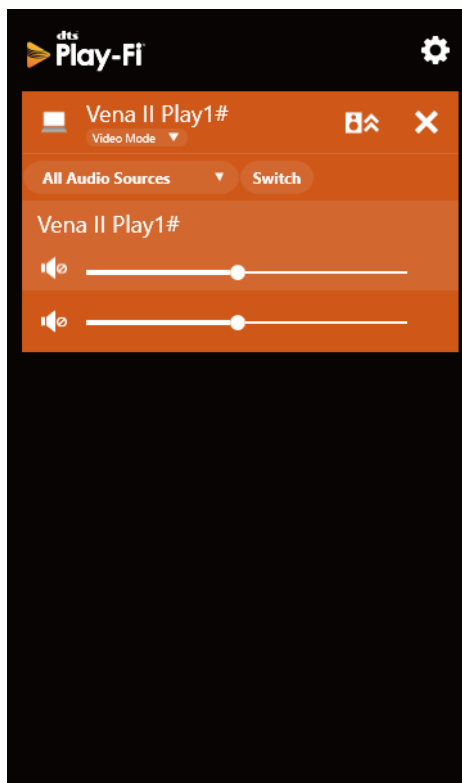 dts
Play-Fi
Vena II Play1#
Video Mode
All Audio Sources
Switch
Vena II Play1#